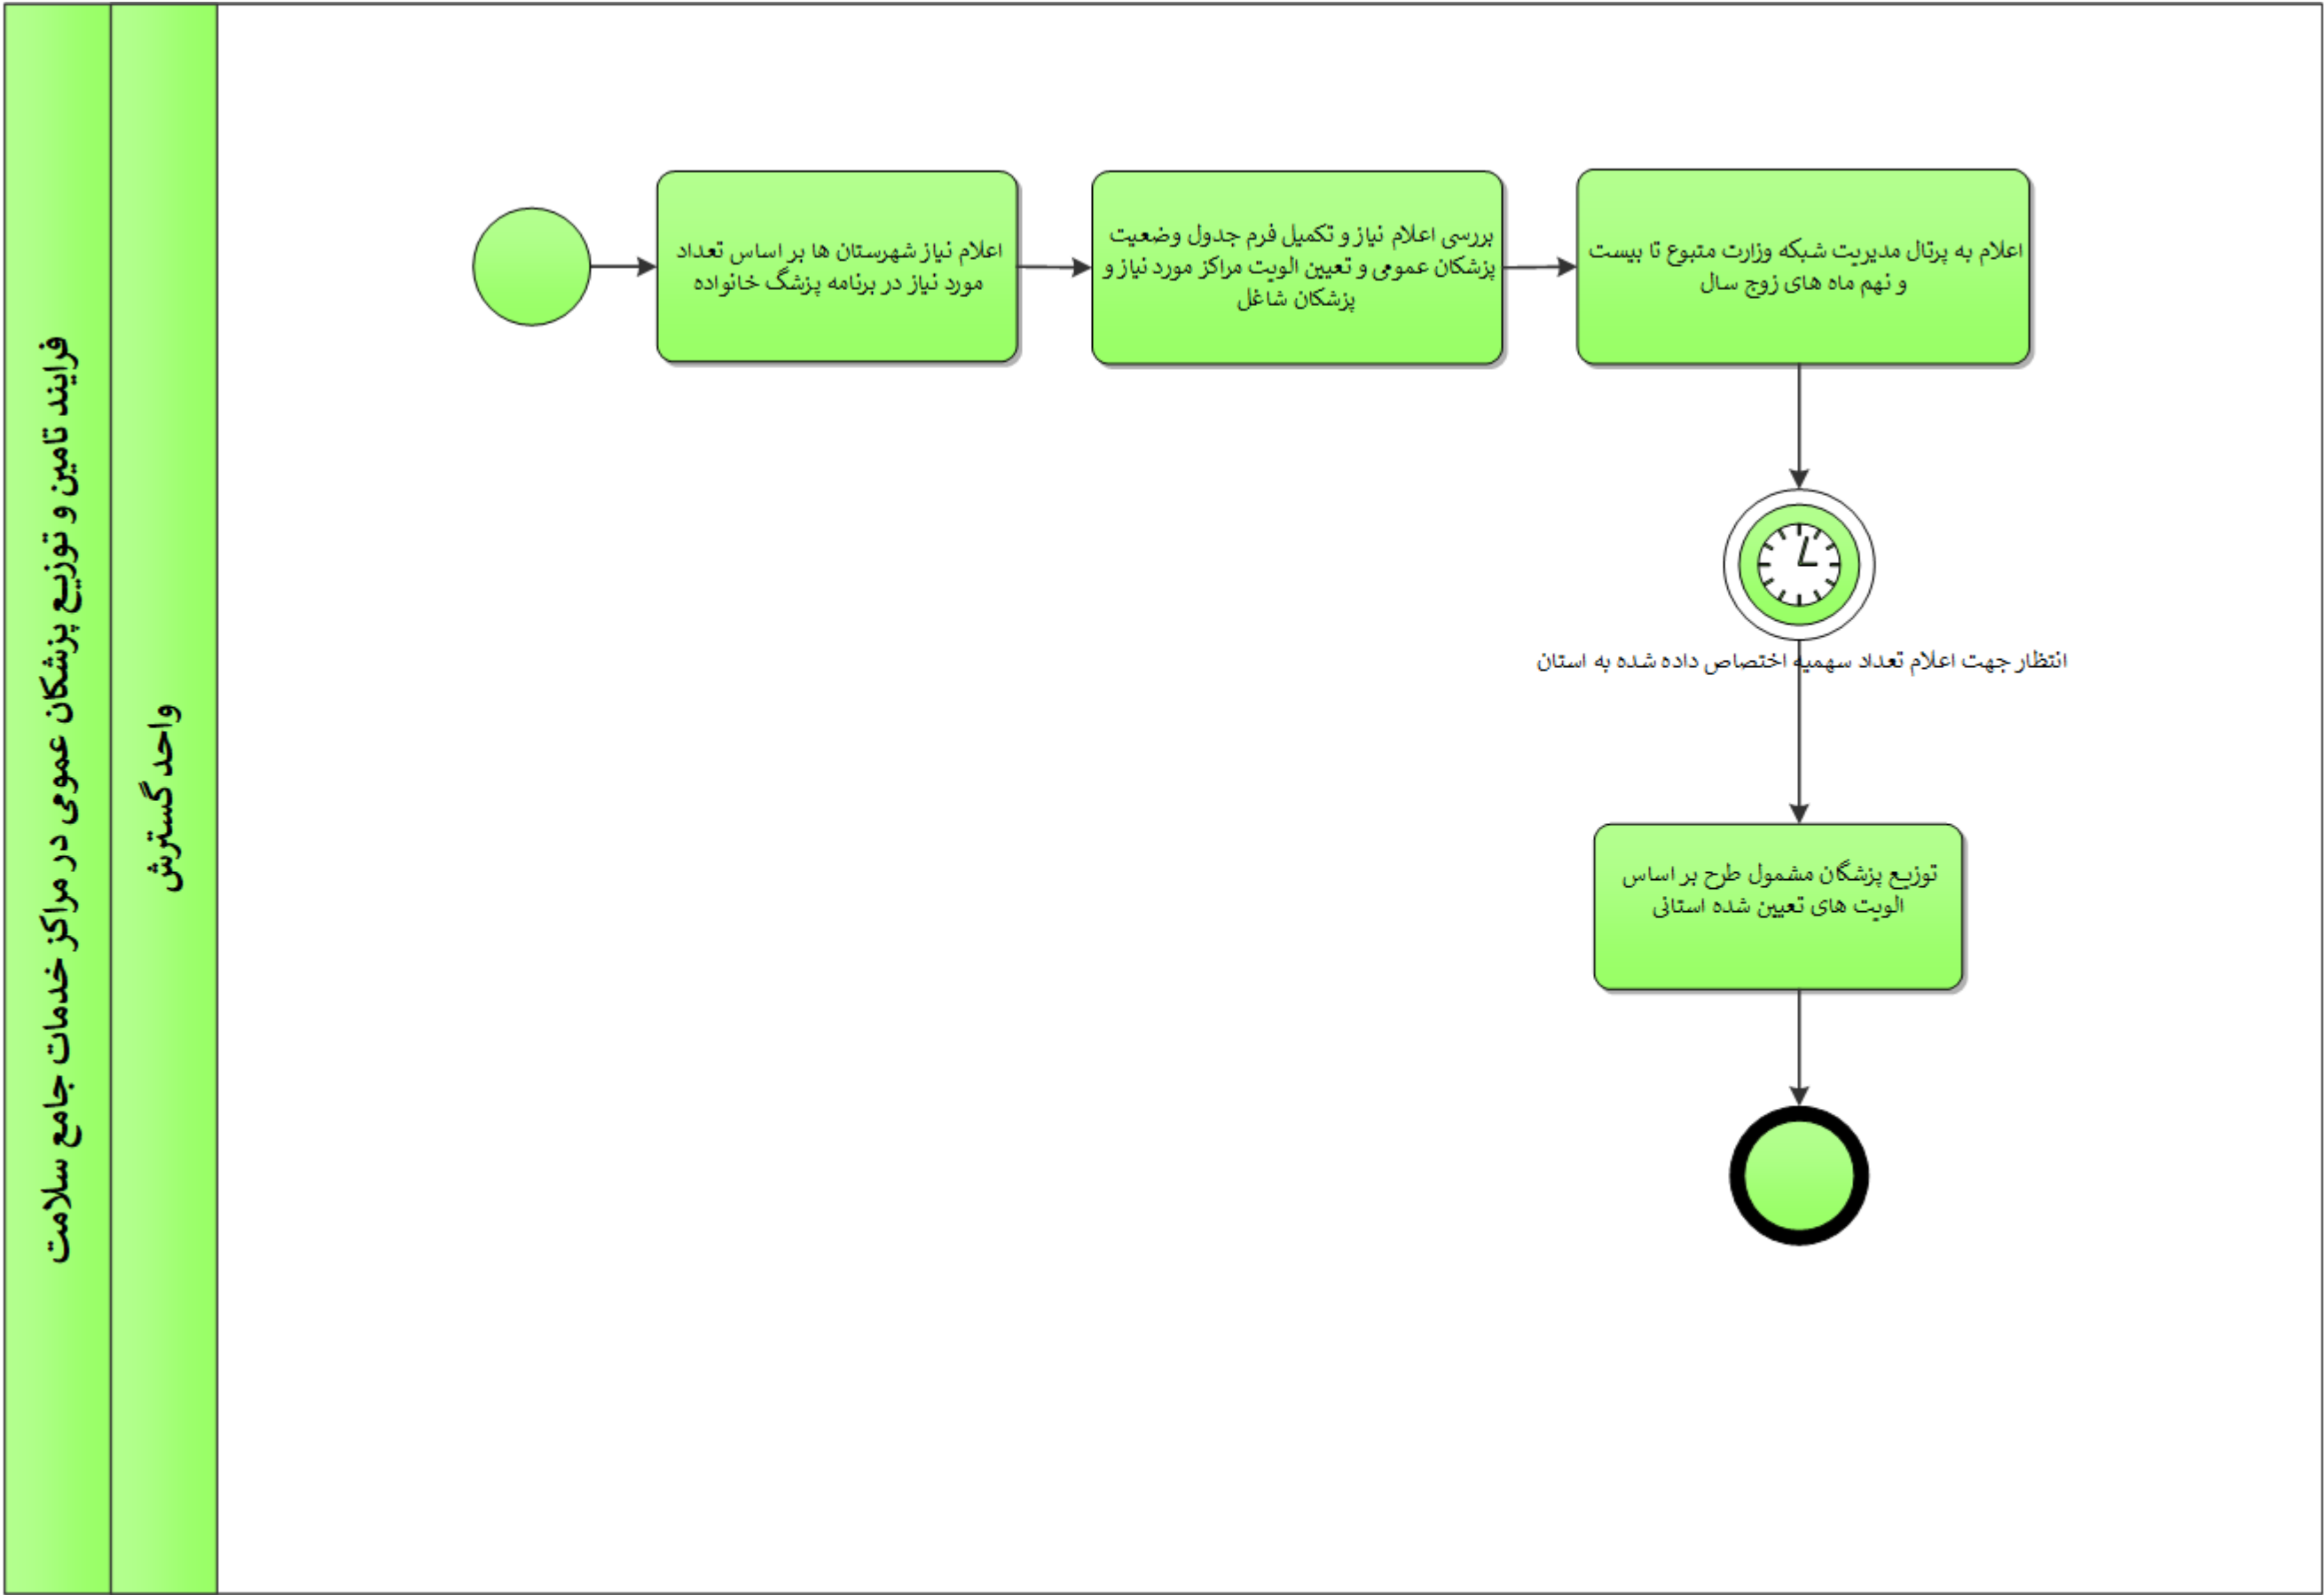 فرایند تامین و توزیع پزشکان عمومی در مراکز خدمات جامع سلامت
واحد گسترش
اعلام نیاز شهرستان ها بر اساس تعداد
مورد نیاز در برنامه پزشگ خانواده
بررسی اعلام نیاز و تکمیل فرم جدول وضعیت
پزشکان عمومی و تعیین الویت مراکز مورد نیاز و
پزشکان شاغل
اعلام به پرتال مدیریت شبکه وزارت متبوع تا بیست
و نهم ماه های زوج سال
انتظار جهت اعلام تعداد سهمیه اختصاص داده شده به استان
توزیع پزشگان مشمول طرح بر اساس
الویت های تعیین شده استانی